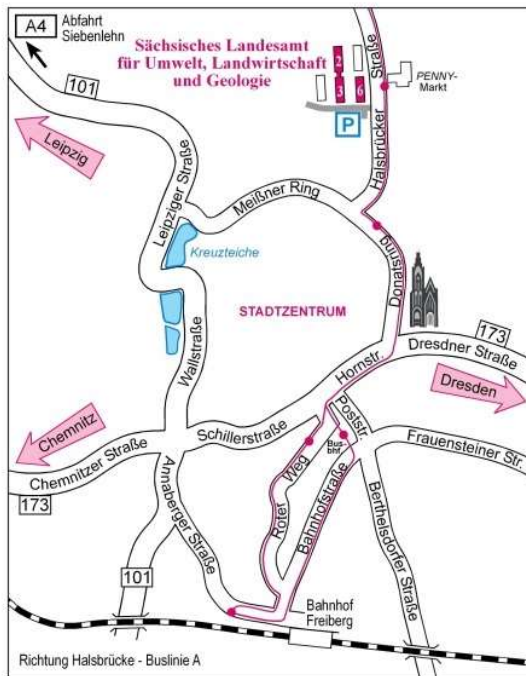 A4
Abfahrt
Siebenlehn
Sächsisches Landesamt
für Umwelt, Landwirtschaft
und Geologie
2
3
6
P
Halsbrücker Straße
PENNY-
Markt
101
Leipzig
Leipziger Straße
Meißner Ring
Kreuzteiche
Donatsring
STADTZENTRUM
Wallstraße
173
Dresdner Straße
Dresden
Hornstr.
Chemnitz
Schillerstraße
Poststr.
Bus-
bhf.
Frauensteiner Str.
Chemnitzer Straße
173
Roter Weg
Bahnhofstraße
Annaberger Straße
Berthelsdorfer Straße
101
Bahnhof
Freiberg
Richtung Halsbrücke - Buslinie A